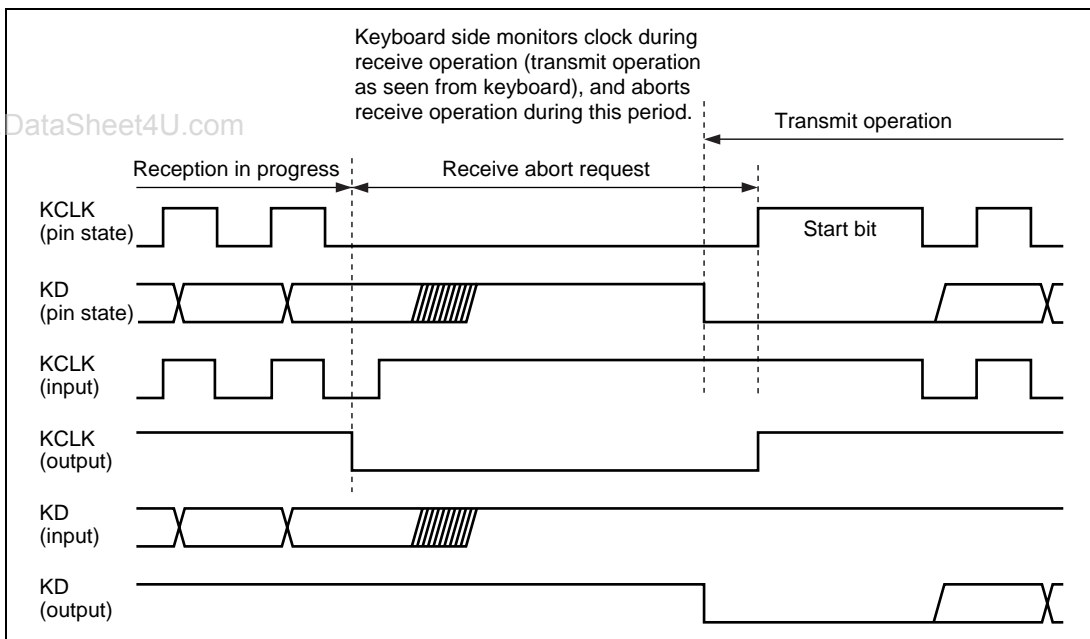 Keyboard side monitors clock during
receive operation (transmit operation
as seen from keyboard), and aborts
receive operation during this period.
DataSheet4U.com
Transmit operation
Reception in progress
Receive abort request
KCLK
(pin state)
Start bit
KD
(pin state)
KCLK
(input)
KCLK
(output)
KD
(input)
KD
(output)